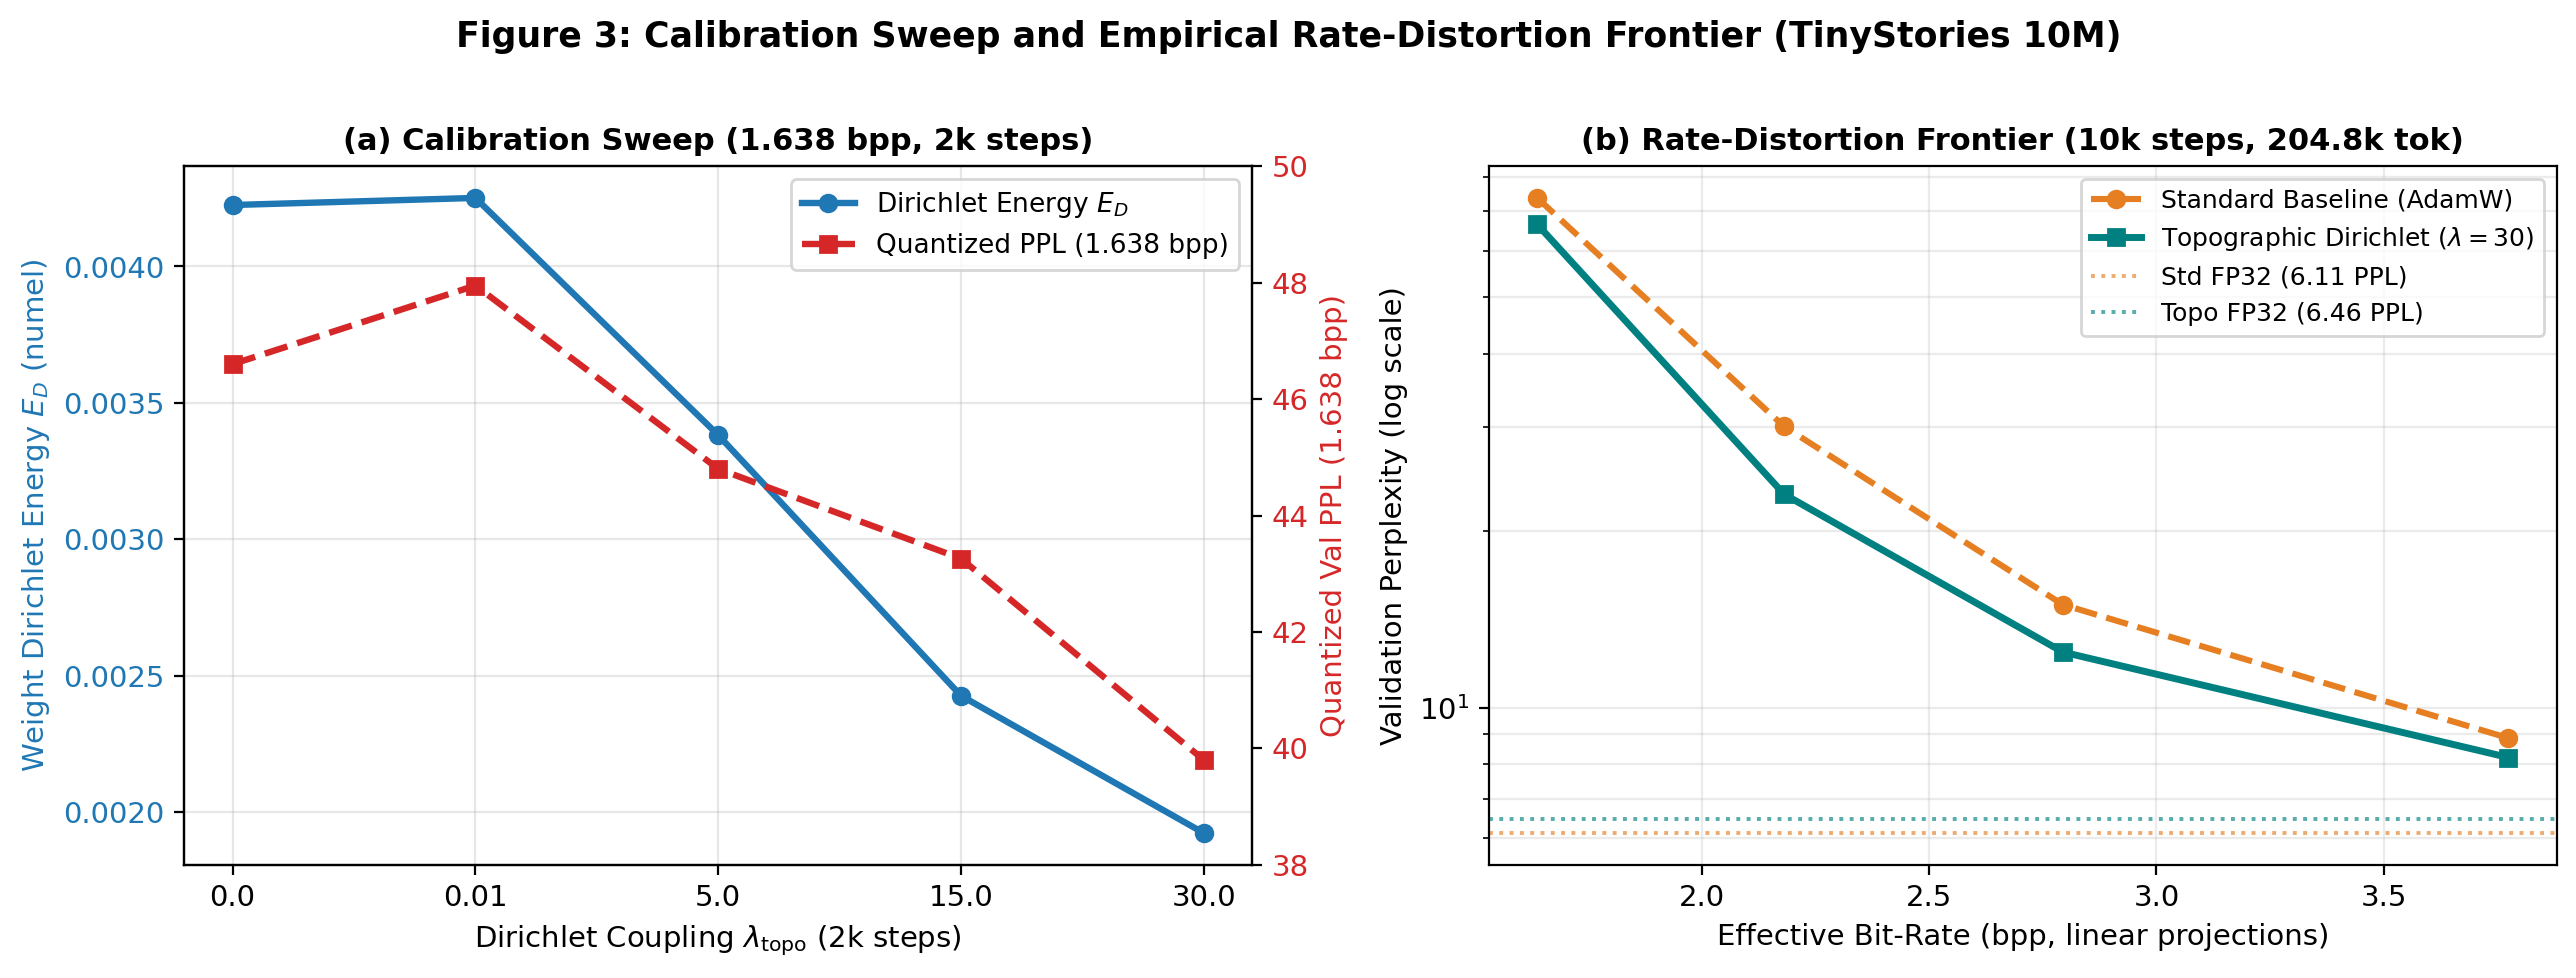 Figure 3: Calibration Sweep and Empirical Rate-Distortion Frontier (TinyStories 10M)
(a) Calibration Sweep (1.638 bpp, 2k steps)
Dirichlet Energy E_D
Quantized PPL (1.638 bpp)
Weight Dirichlet Energy E_D (numel)
0.0040
0.0035
0.0030
0.0025
0.0020
50
48
46
44
42
40
38
Quantized Val PPL (1.638 bpp)
0.0 0.01 5.0 15.0 30.0
Dirichlet Coupling λ_topo (2k steps)
(b) Rate-Distortion Frontier (10k steps, 204.8k tok)
Standard Baseline (AdamW)
Topographic Dirichlet (λ = 30)
Std FP32 (6.11 PPL)
Topo FP32 (6.46 PPL)
Validation Perplexity (log scale)
10¹
2.0 2.5 3.0 3.5
Effective Bit-Rate (bpp, linear projections)